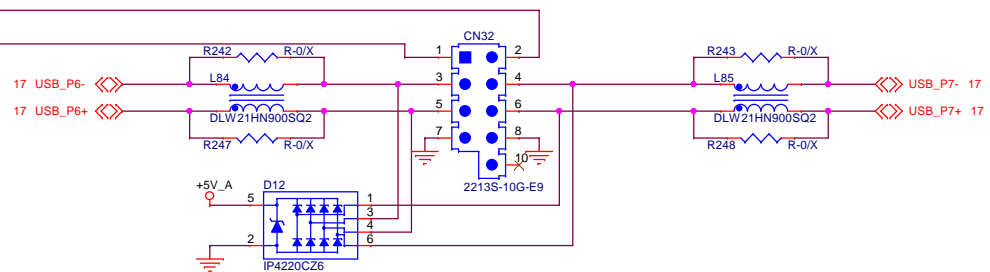 CN32
R242 R-0/X
1 2
R243 R-0/X
17 USB_P6- L84 3 4 L85 USB_P7- 17
17 USB_P6+ 5 6 USB_P7+ 17
DLW21HN900SQ2 DLW21HN900SQ2
7 8
R247 R-0/X R248 R-0/X
10
+5V_A D12 2213S-10G-E9
5 1
3
4
2 6
IP4220CZ6